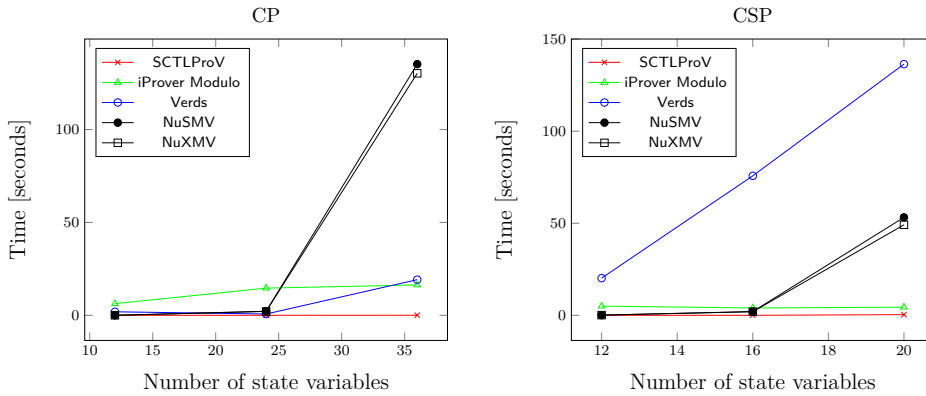 CP
SCTLProV
iProver Modulo
Verds
NuSMV
NuXMV
100
50
0
10
15
20
25
30
35
Time [seconds]
Number of state variables
CSP
SCTLProV
iProver Modulo
Verds
NuSMV
NuXMV
150
100
50
0
12
14
16
18
20
Time [seconds]
Number of state variables